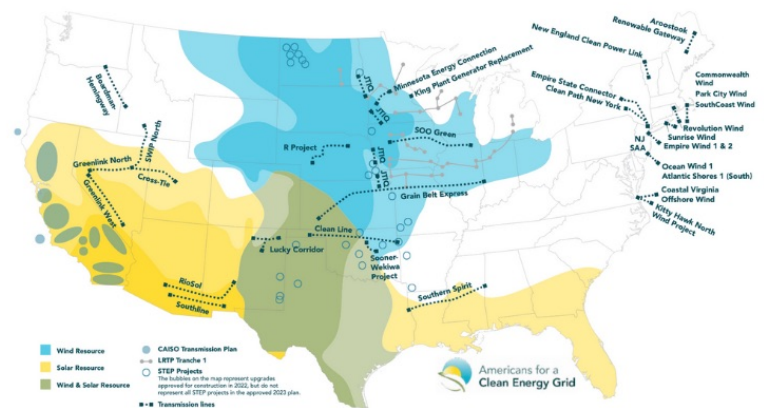 Aroostook
Renewable Gateway
New England Clean Power Link
Minnesota Energy Connection
King Plant Generator Replacement
JTIQ
JTIQ
Boardman-
Hemingway
Empire State Connector
Clean Path New York
Commonwealth
Wind
Park City Wind
SouthCoast Wind
Revolution Wind
Sunrise Wind
Empire Wind 1 & 2
NJ
SAA
SOO Green
SWIP North
R Project
JTIQ
JTIQ
Greenlink North
Cross-Tie
Greenlink West
Ocean Wind 1
Atlantic Shores 1 (South)
Grain Belt Express
Coastal Virginia
Offshore Wind
Kitty Hawk North
Wind Project
Clean Line
Lucky Corridor
Sooner-
Wekiwa
Project
RioSol
Southline
Southern Spirit
Wind Resource
Solar Resource
Wind & Solar Resource
CAISO Transmission Plan
LRTP Tranche 1
STEP Projects
The bubbles on the map represent upgrades
approved for construction in 2022, but do not
represent all STEP projects in the approved 2023 plan.
Transmission lines
Americans for a
Clean Energy Grid